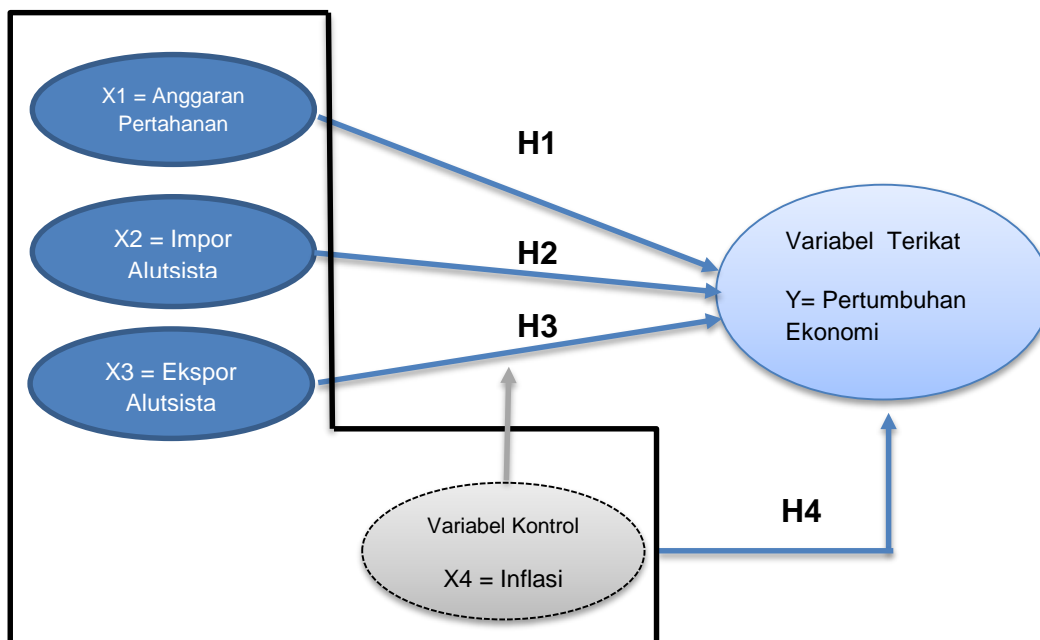 X1 = Anggaran
Pertahanan
H1
X2 = Impor
Alutsista
H2
Variabel Terikat
Y= Pertumbuhan
Ekonomi
H3
X3 = Ekspor
Alutsista
Variabel Kontrol
X4 = Inflasi
H4